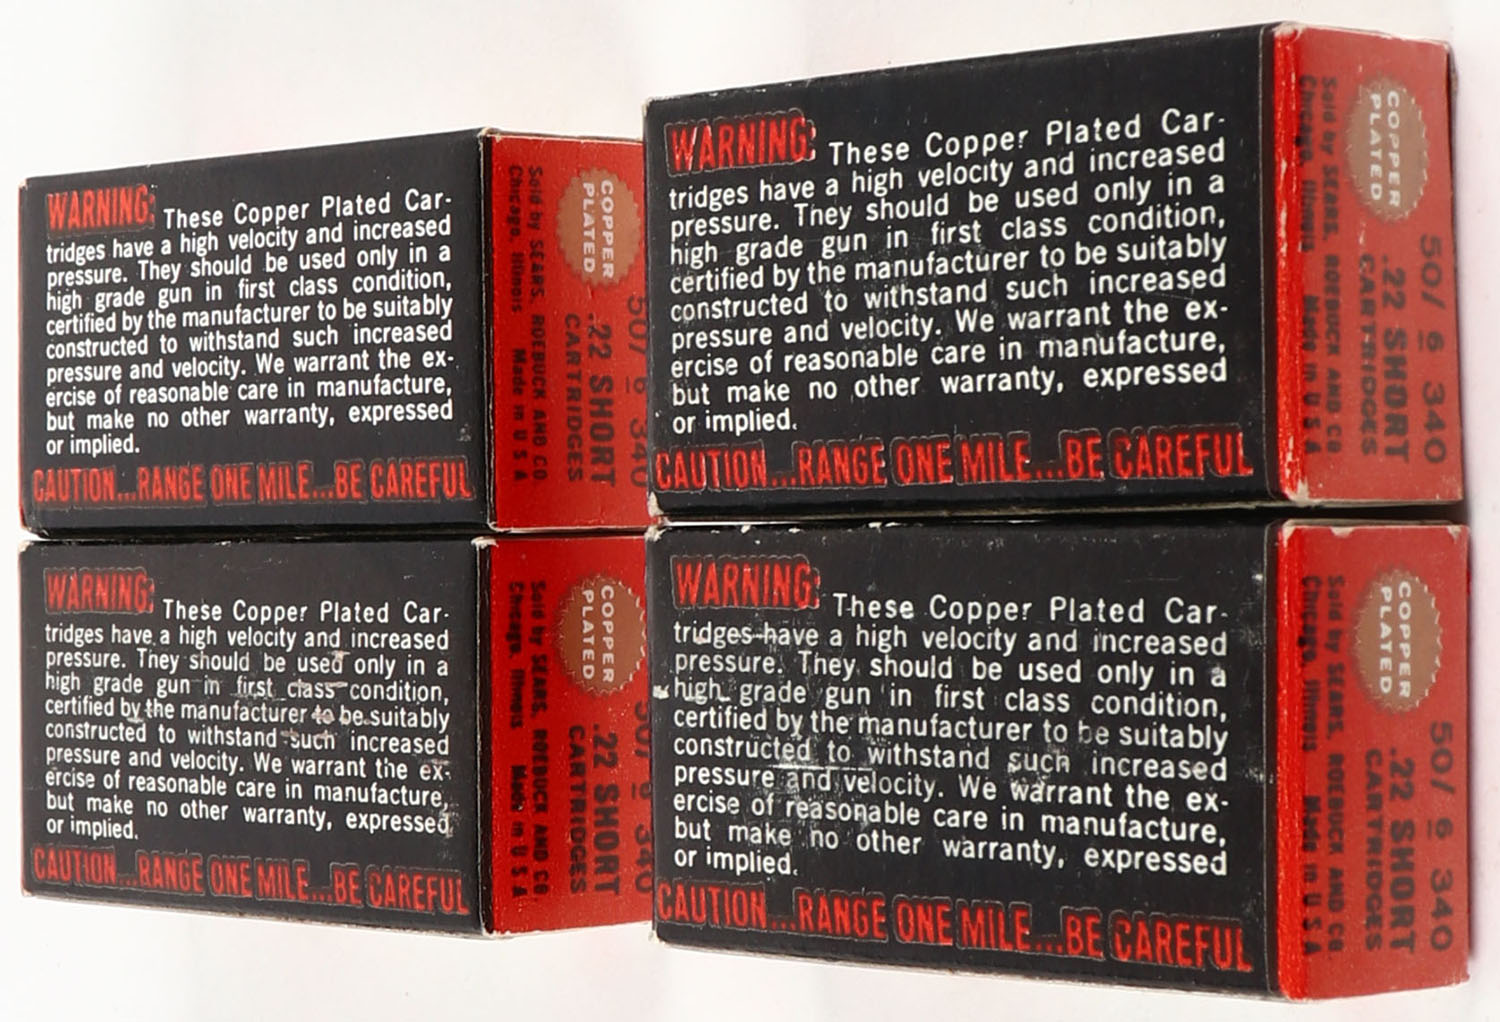 WARNING: These Copper Plated Car-
tridges have a high velocity and increased
pressure. They should be used only in a
high grade gun in first class condition,
certified by the manufacturer to be suitably
constructed to withstand such increased
pressure and velocity. We warrant the ex-
ercise of reasonable care in manufacture,
but make no other warranty, expressed
or implied.
CAUTION...RANGE ONE MILE...BE CAREFUL
COPPER
PLATED
Sold by SEARS, ROEBUCK AND CO
Chicago, Illinois Made in U S A
507 6 340
.22 SHORT
CARTRIDGES
WARNING: These Copper Plated Car-
tridges have a high velocity and increased
pressure. They should be used only in a
high grade gun in first class condition,
certified by the manufacturer to be suitably
constructed to withstand such increased
pressure and velocity. We warrant the ex-
ercise of reasonable care in manufacture,
but make no other warranty, expressed
or implied.
CAUTION...RANGE ONE MILE...BE CAREFUL
COPPER
PLATED
Sold by SEARS, ROEBUCK AND CO
Chicago, Illinois Made in U S A
507 6 340
.22 SHORT
CARTRIDGES
WARNING: These Copper Plated Car-
tridges have a high velocity and increased
pressure. They should be used only in a
high grade gun in first class condition,
certified by the manufacturer to be suitably
constructed to withstand such increased
pressure and velocity. We warrant the ex-
ercise of reasonable care in manufacture,
but make no other warranty, expressed
or implied.
CAUTION...RANGE ONE MILE...BE CAREFUL
COPPER
PLATED
Sold by SEARS, ROEBUCK AND CO.
Chicago, Illinois Made in U S A
507 6 340
.22 SHORT
CARTRIDGES
WARNING: These Copper Plated Car-
tridges have a high velocity and increased
pressure. They should be used only in a
high grade gun in first class condition,
certified by the manufacturer to be suitably
constructed to withstand such increased
pressure and velocity. We warrant the ex-
ercise of reasonable care in manufacture,
but make no other warranty, expressed
or implied.
CAUTION...RANGE ONE MILE...BE CAREFUL
COPPER
PLATED
Sold by SEARS, ROEBUCK AND CO.
Chicago, Illinois Made in U S A
507 6 340
.22 SHORT
CARTRIDGES